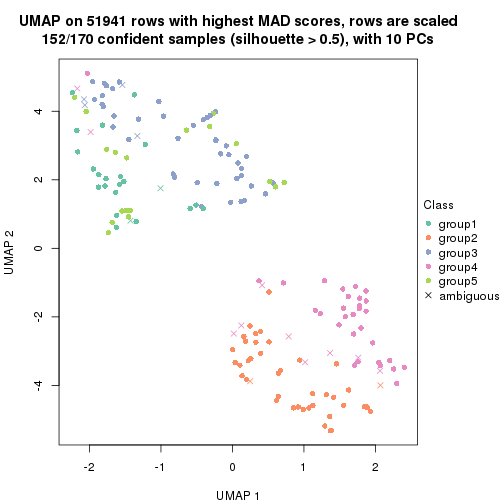 UMAP on 51941 rows with highest MAD scores, rows are scaled
152/170 confident samples (silhouette > 0.5), with 10 PCs
4
2
0
-2
-4
UMAP 2
-2
-1
0
1
2
UMAP 1
Class
group1
group2
group3
group4
group5
ambiguous